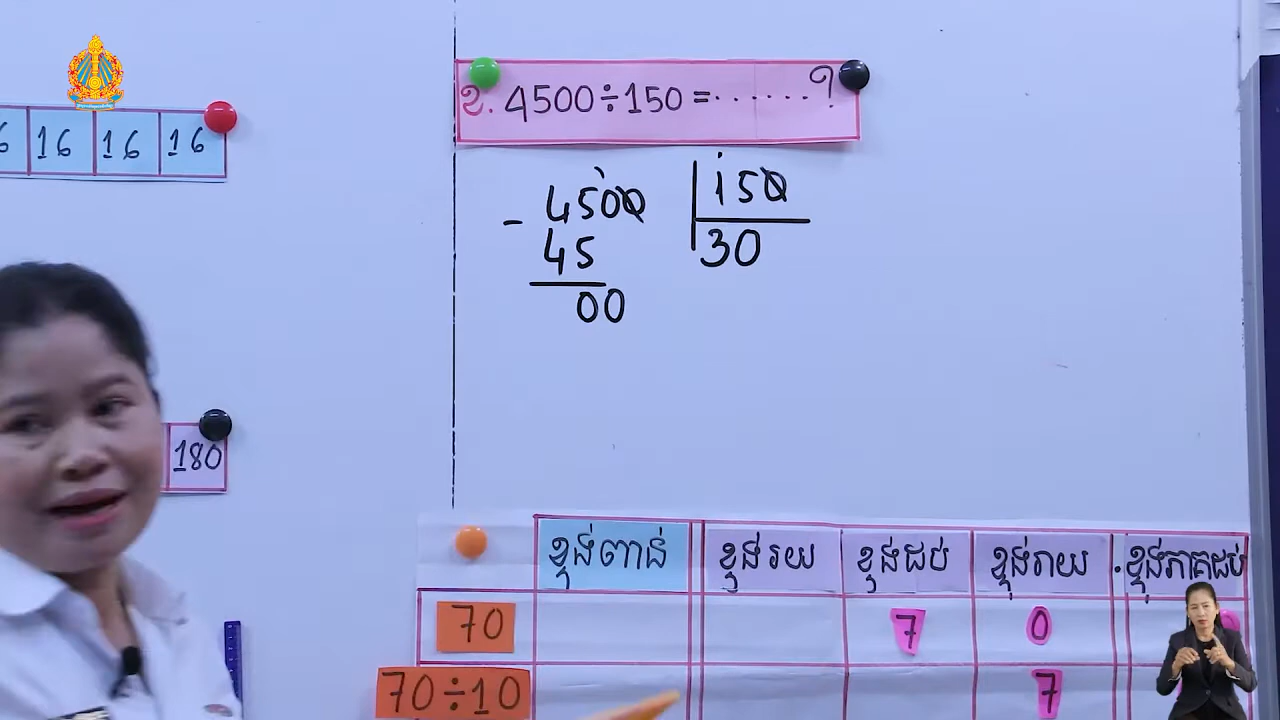 16 16 16
ខ. 4500÷150=.......?
4500 150
- 45 30
00
180
ខ្ទង់ពាន់ ខ្ទង់រយ ខ្ទង់ដប់ ខ្ទង់រាយ .ខ្ទង់ភាគដប់
70 7 0
70÷10 7